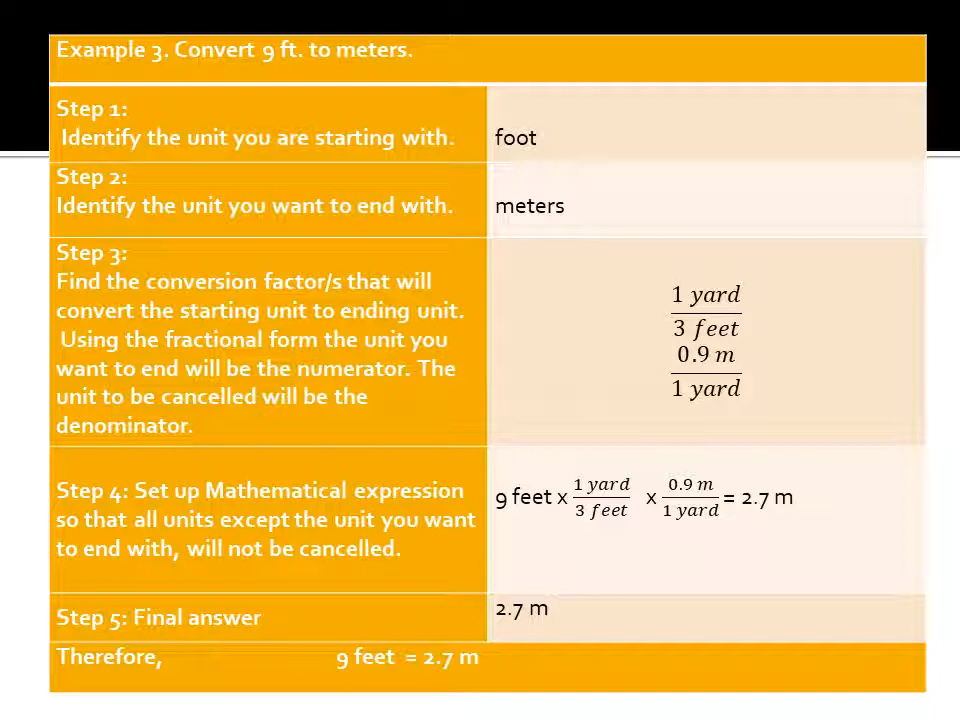 Example 3. Convert 9 ft. to meters.
Step 1:
Identify the unit you are starting with.
foot
Step 2:
Identify the unit you want to end with.
meters
Step 3:
Find the conversion factor/s that will
convert the starting unit to ending unit.
Using the fractional form the unit you
want to end will be the numerator. The
unit to be cancelled will be the
denominator.
1 yard
3 feet
0.9 m
1 yard
Step 4: Set up Mathematical expression
so that all units except the unit you want
to end with, will not be cancelled.
9 feet x 1 yard/3 feet x 0.9 m/1 yard = 2.7 m
Step 5: Final answer
2.7 m
Therefore, 9 feet = 2.7 m